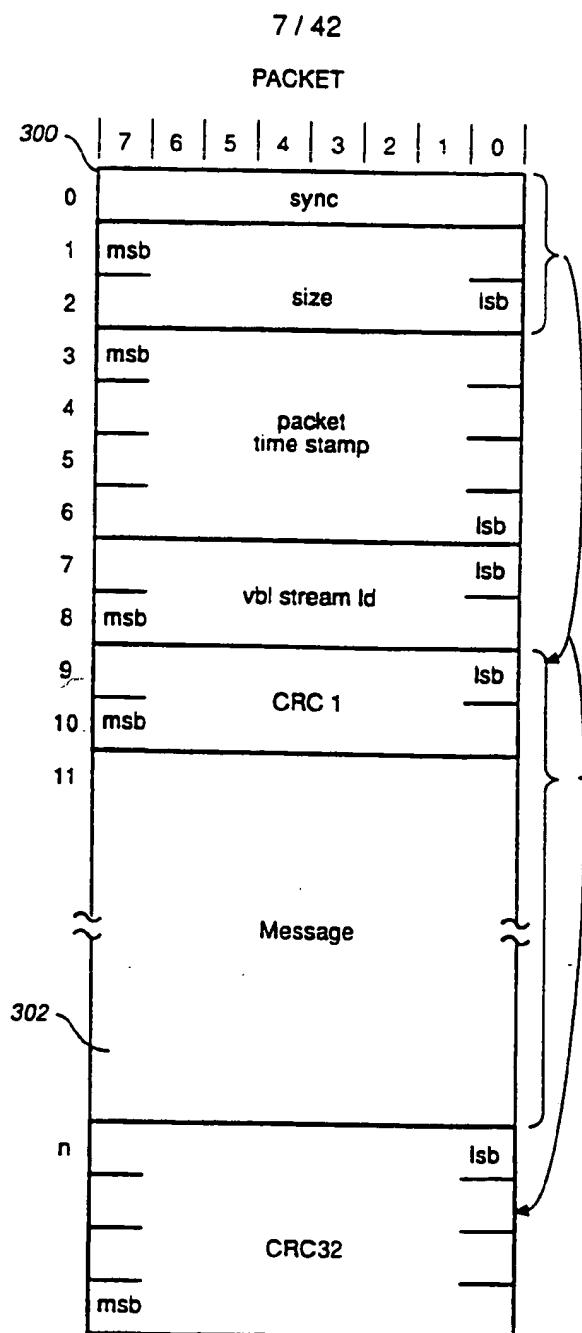 7 / 42
PACKET
300
7 6 5 4 3 2 1 0
0 sync
1 msb
2 size lsb
3 msb
4
packet
time stamp
5
6 lsb
7 lsb
vbl stream Id
8 msb
9 lsb
CRC 1
10 msb
11
Message
302
n lsb
CRC32
msb